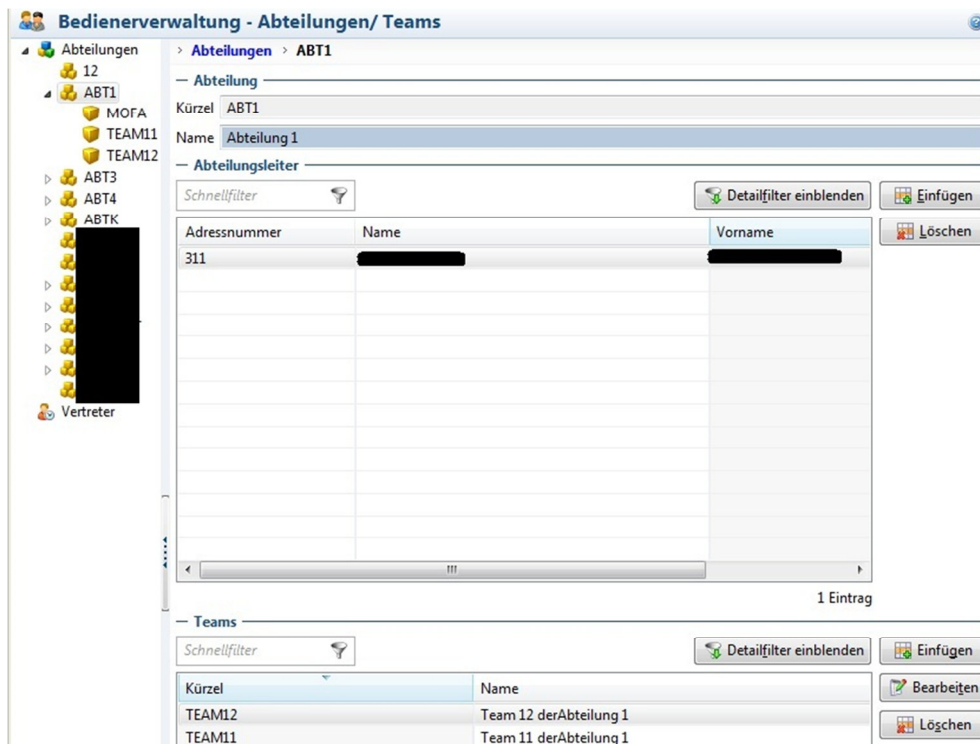 Bedienerverwaltung - Abteilungen/ Teams
Abteilungen
12
ABT1
MOFA
TEAM11
TEAM12
ABT3
ABT4
ABTK
Vertreter
> Abteilungen > ABT1
Abteilung
Kürzel ABT1
Name Abteilung 1
Abteilungsleiter
Schnellfilter Detailfilter einblenden Einfügen
Löschen
Adressnummer Name Vorname
311
1 Eintrag
Teams
Schnellfilter Detailfilter einblenden Einfügen
Bearbeiten
Löschen
Kürzel Name
TEAM12 Team 12 derAbteilung 1
TEAM11 Team 11 derAbteilung 1